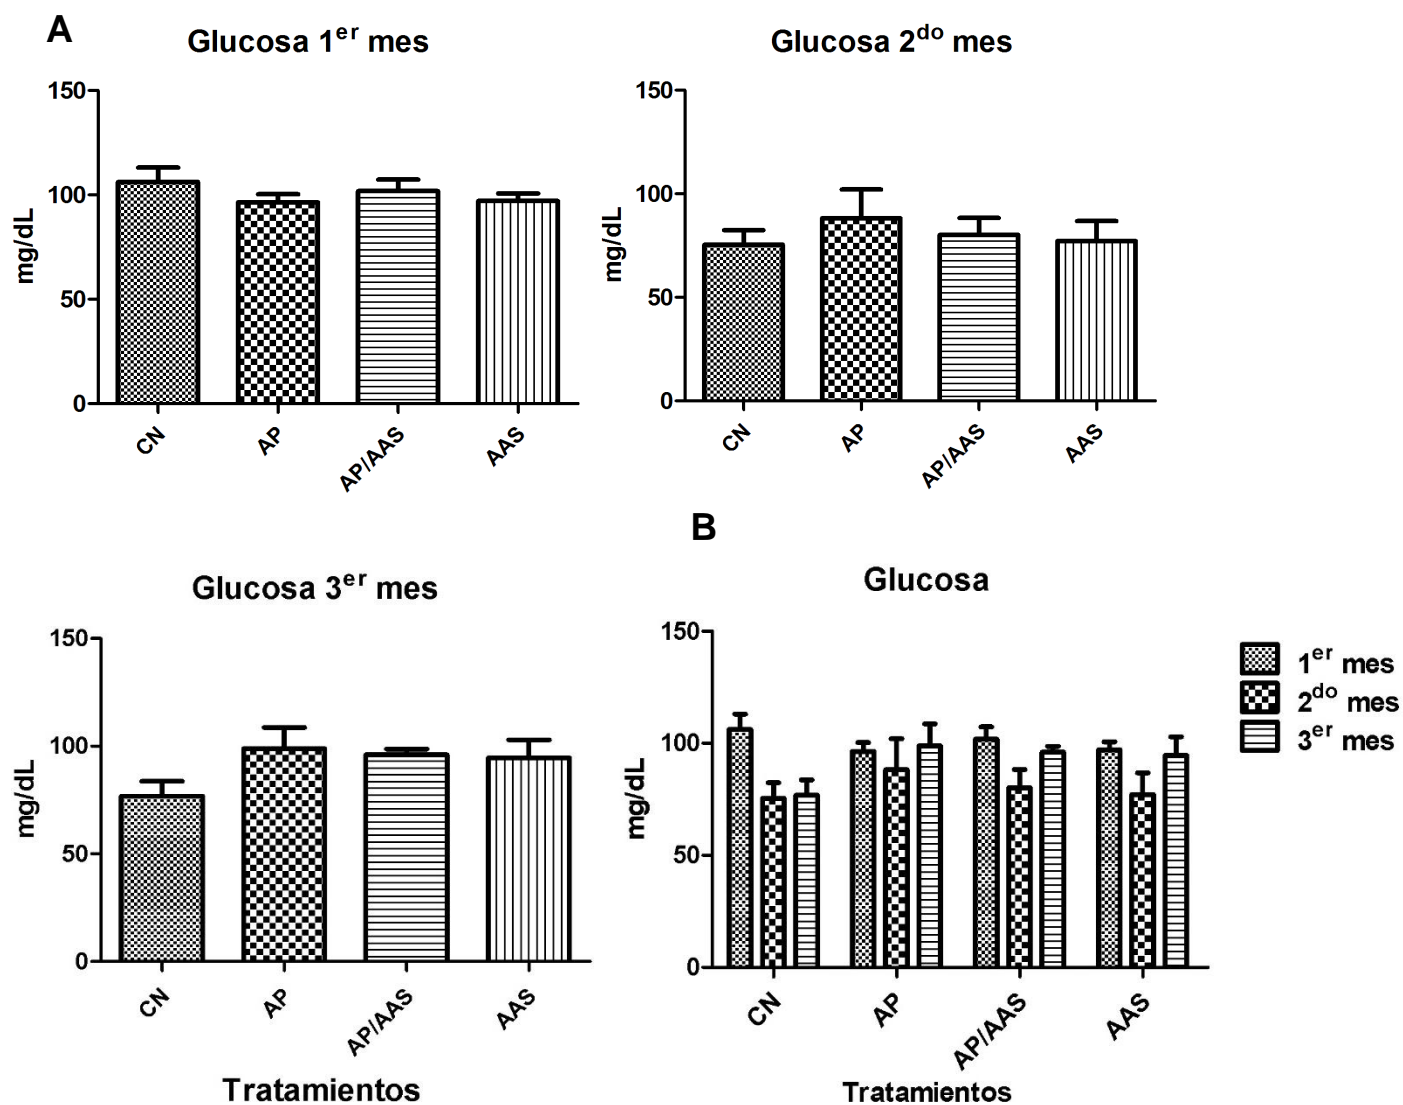 A
Glucosa 1er mes
150
100
50
0
mg/dL
CN
AP
AP/AAS
AAS
Glucosa 2do mes
150
100
50
0
mg/dL
CN
AP
AP/AAS
AAS
Glucosa 3er mes
150
100
50
0
mg/dL
CN
AP
AP/AAS
AAS
Tratamientos
B
Glucosa
150
100
50
0
mg/dL
CN
AP
AP/AAS
AAS
Tratamientos
1er mes
2do mes
3er mes